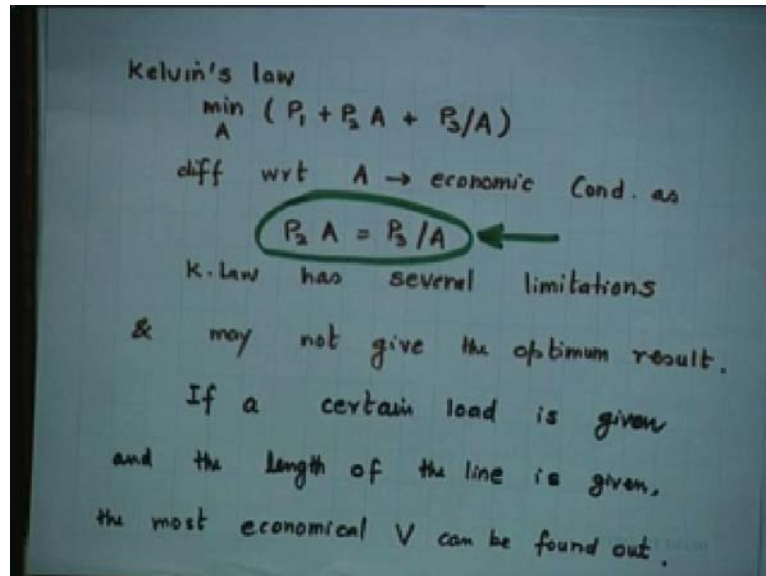 Kelvin's law
min ( P₁ + P₂ A + P₃/A )
A
diff wrt A → economic Cond. as
P₂ A = P₃ /A
K. Law has several limitations
& may not give the optimum result.
If a certain load is given
and the length of the line is given,
the most economical V can be found out.